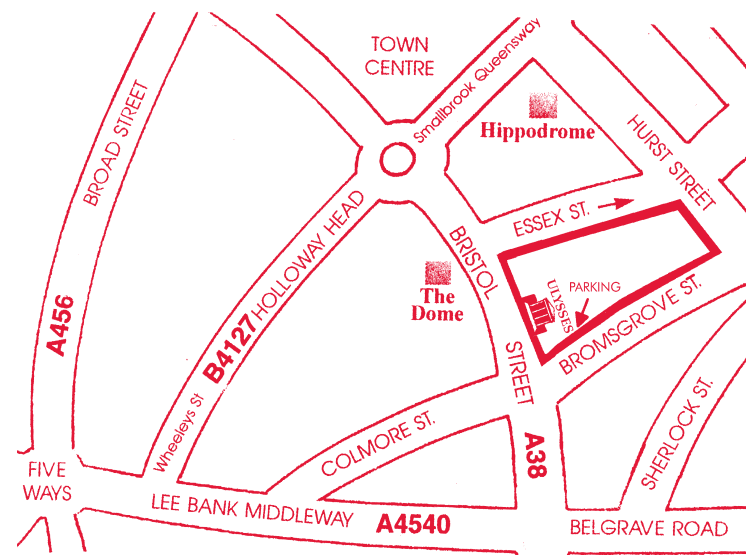 TOWN
CENTRE
Smallbrook Queensway
Hippodrome
BROAD STREET
HURST STREET
HOLLOWAY HEAD
ESSEX ST.
BRISTOL
The
Dome
ULYSSES
PARKING
A456
B4127
BROMSGROVE ST.
STREET
Wheeleys St
COLMORE ST.
SHERLOCK ST.
A38
FIVE
WAYS
LEE BANK MIDDLEWAY
A4540
BELGRAVE ROAD